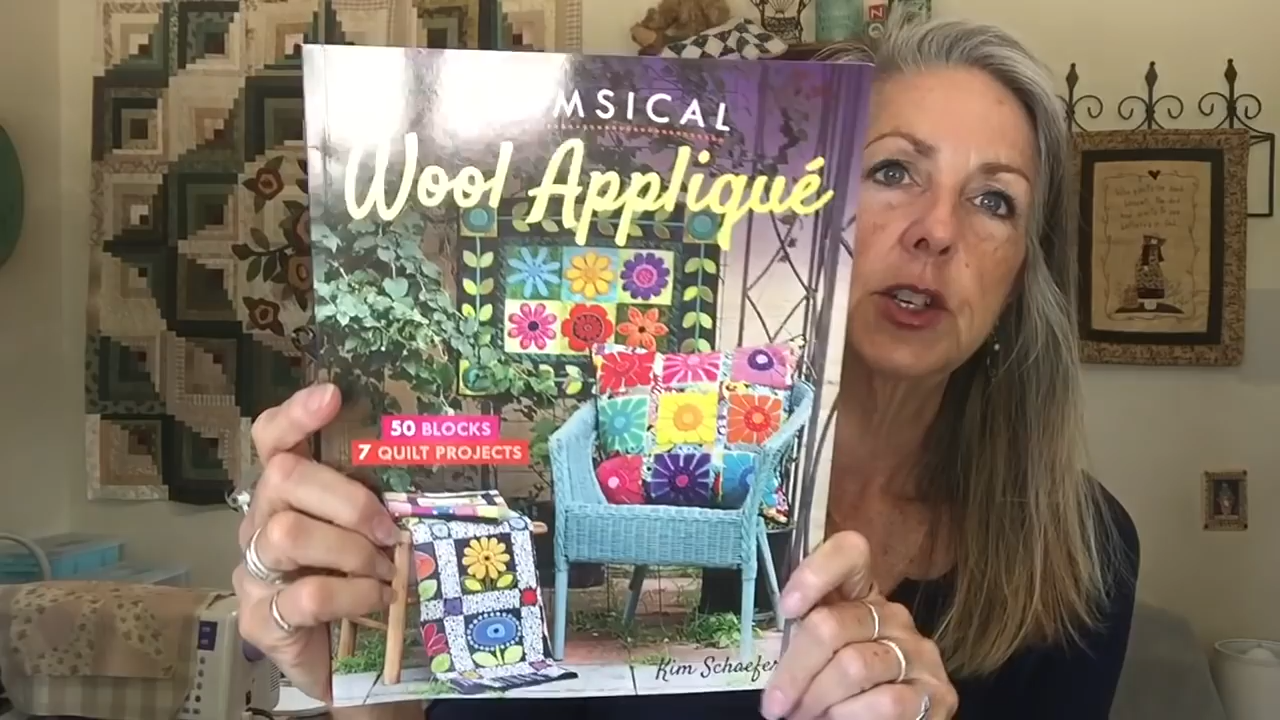 MSICAL
Wool Appliqué
50 BLOCKS
7 QUILT PROJECTS
Kim Schaefer